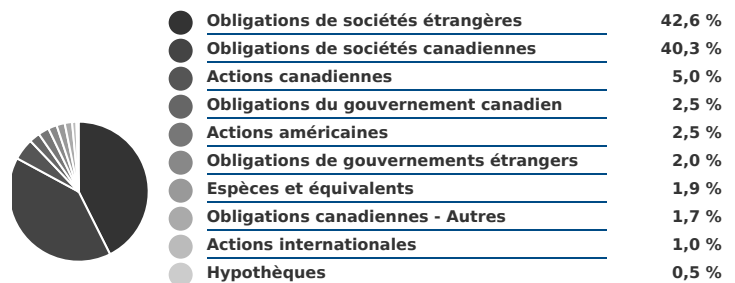 Obligations de sociétés étrangères 42,6 %
Obligations de sociétés canadiennes 40,3 %
Actions canadiennes 5,0 %
Obligations du gouvernement canadien 2,5 %
Actions américaines 2,5 %
Obligations de gouvernements étrangers 2,0 %
Espèces et équivalents 1,9 %
Obligations canadiennes - Autres 1,7 %
Actions internationales 1,0 %
Hypothèques 0,5 %